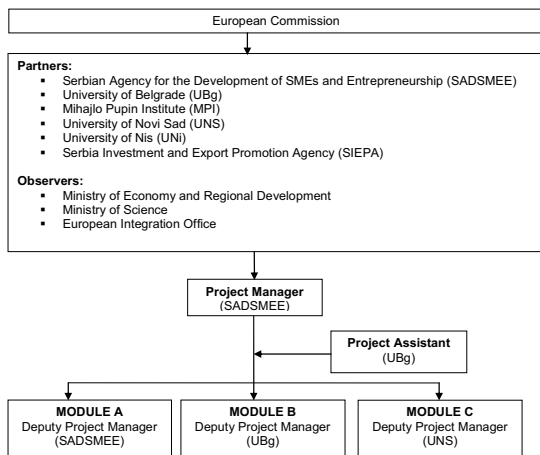 European Commission
Partners:
▪ Serbian Agency for the Development of SMEs and Entrepreneurship (SADSMEE)
▪ University of Belgrade (UBg)
▪ Mihajlo Pupin Institute (MPI)
▪ University of Novi Sad (UNS)
▪ University of Nis (UNi)
▪ Serbia Investment and Export Promotion Agency (SIEPA)
Observers:
▪ Ministry of Economy and Regional Development
▪ Ministry of Science
▪ European Integration Office
Project Manager
(SADSMEE)
Project Assistant
(UBg)
MODULE A
Deputy Project Manager
(SADSMEE)
MODULE B
Deputy Project Manager
(UBg)
MODULE C
Deputy Project Manager
(UNS)